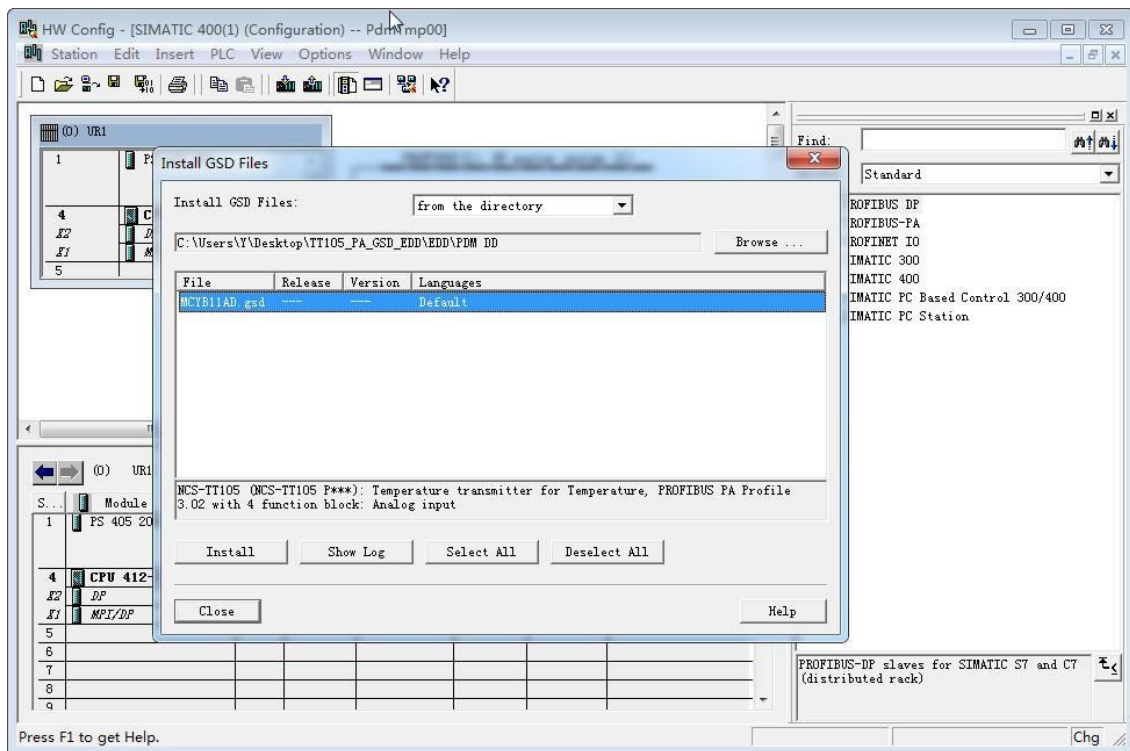 HW Config - [SIMATIC 400(1) (Configuration) -- PdmTmp00]
Station Edit Insert PLC View Options Window Help
(0) UR1
1
4
X2
X1
5
Find:
Standard
ROFIBUS DP
ROFIBUS-PA
ROFINET IO
IMATIC 300
IMATIC 400
IMATIC PC Based Control 300/400
IMATIC PC Station
Install GSD Files
Install GSD Files: from the directory
C:\Users\Y\Desktop\TT105_PA_GSD_EDD\EDD\PDM DD Browse ...
File Release Version Languages
MCYB11AD.gsd --- --- Default
NCS-TT105 (NCS-TT105 P***): Temperature transmitter for Temperature, PROFIBUS PA Profile
3.02 with 4 function block: Analog input
Install Show Log Select All Deselect All
Close Help
(0) UR1
S... Module
1 PS 405 20
4 CPU 412-
X2 DP
X1 MPI/DP
5
6
7
8
9
PROFIBUS-DP slaves for SIMATIC S7 and C7
(distributed rack)
Press F1 to get Help. Chg